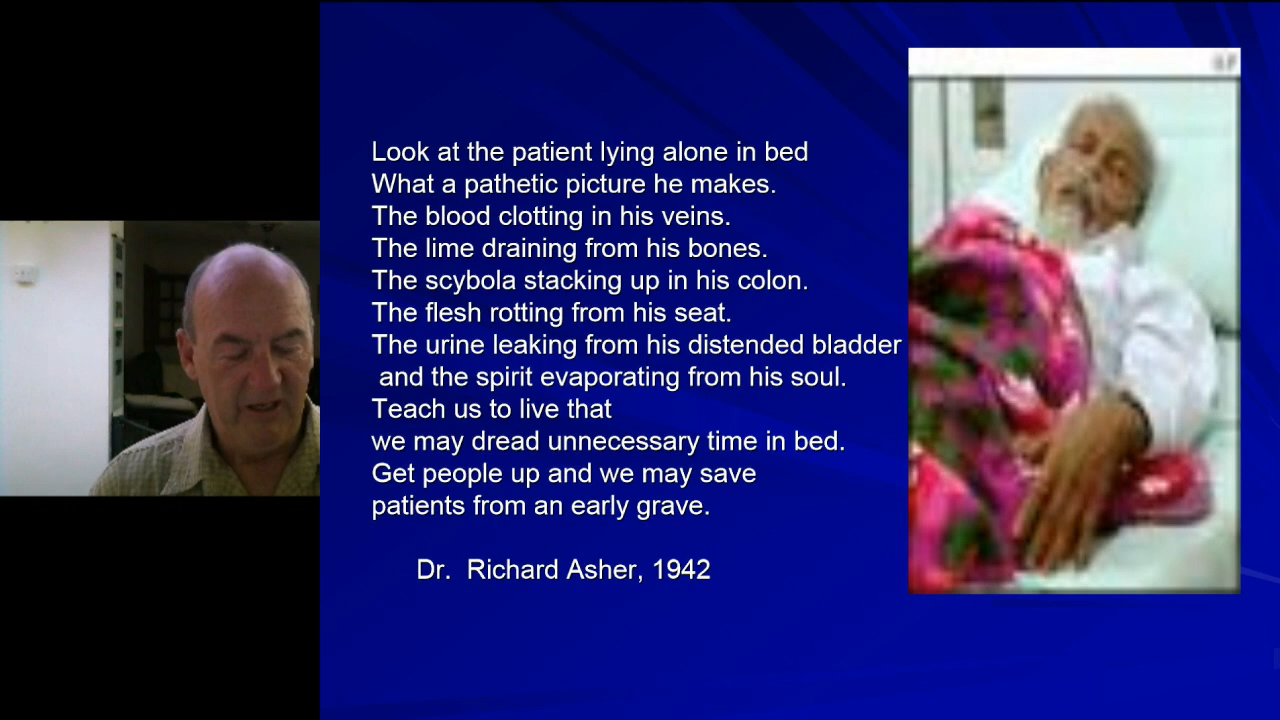 Look at the patient lying alone in bed
What a pathetic picture he makes.
The blood clotting in his veins.
The lime draining from his bones.
The scybola stacking up in his colon.
The flesh rotting from his seat.
The urine leaking from his distended bladder
and the spirit evaporating from his soul.
Teach us to live that
we may dread unnecessary time in bed.
Get people up and we may save
patients from an early grave.
Dr. Richard Asher, 1942